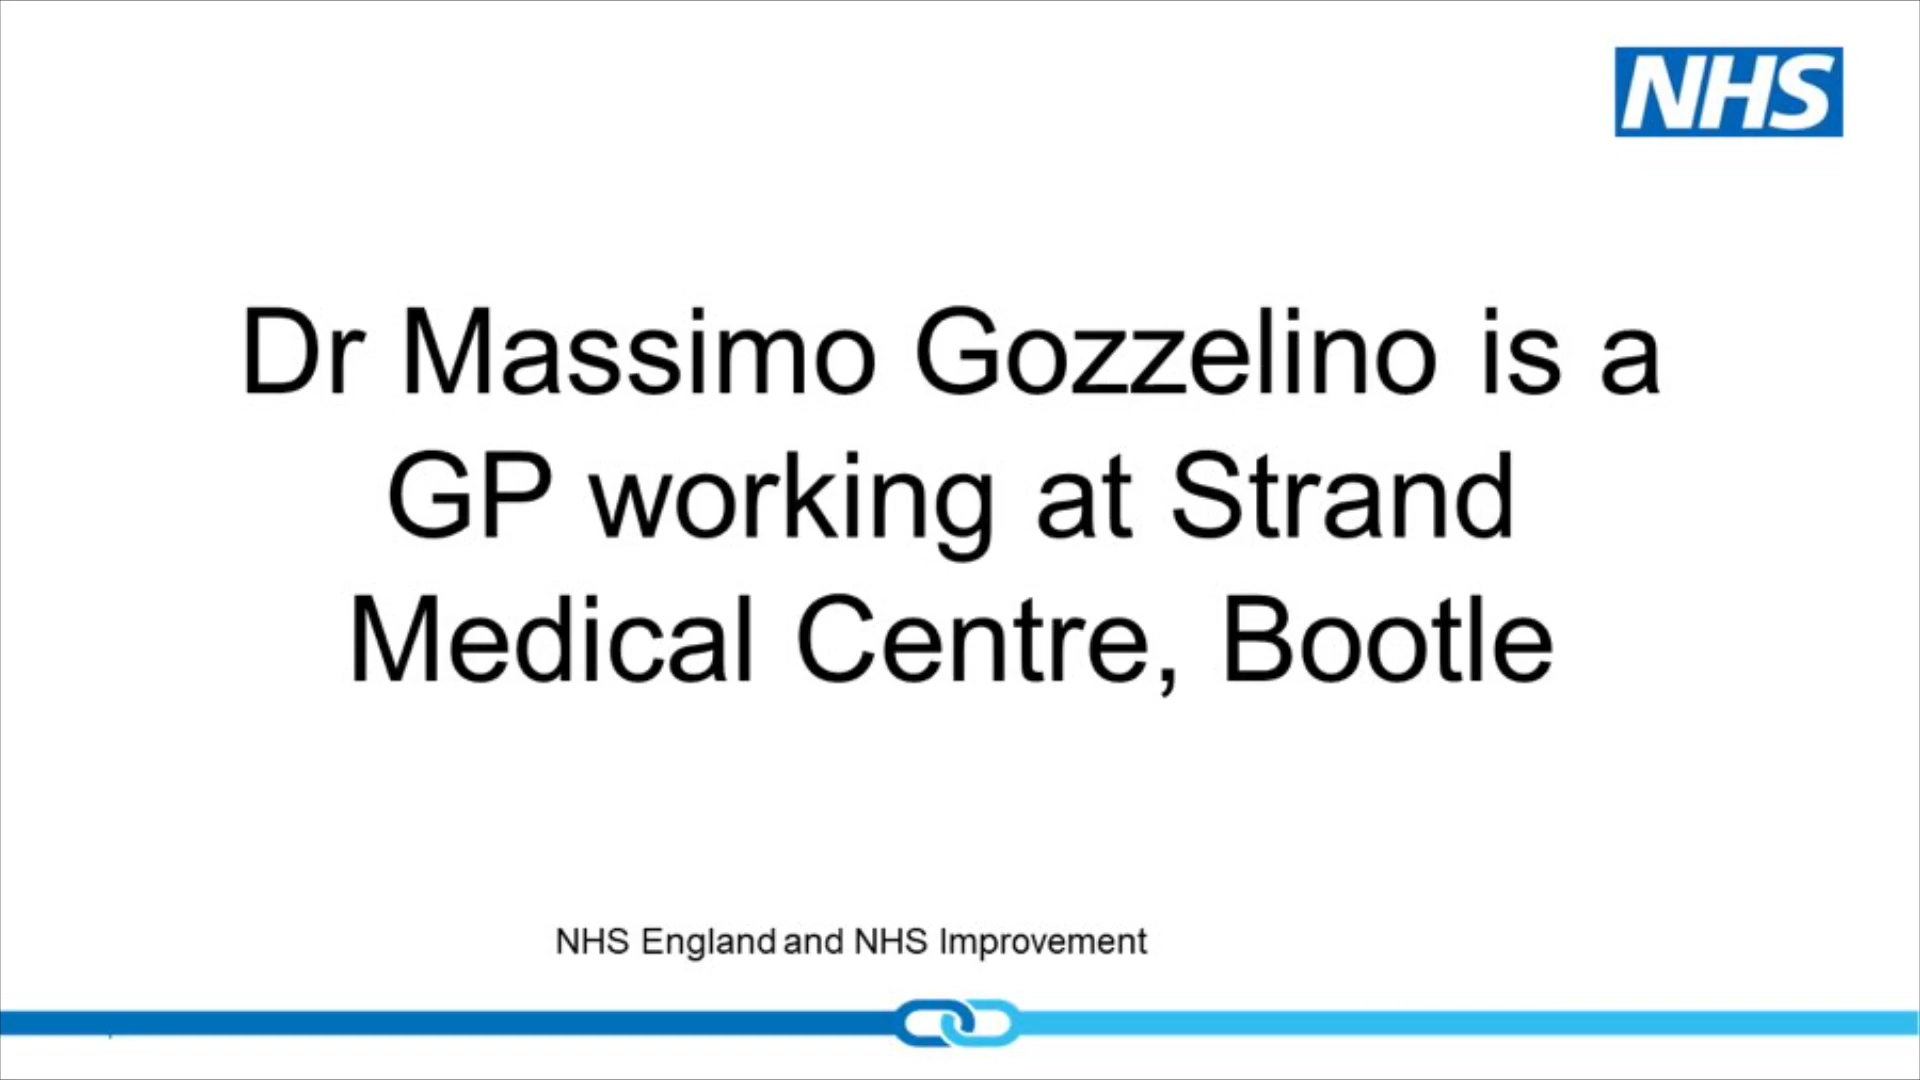 NHS
Dr Massimo Gozzelino is a
GP working at Strand
Medical Centre, Bootle
NHS England and NHS Improvement